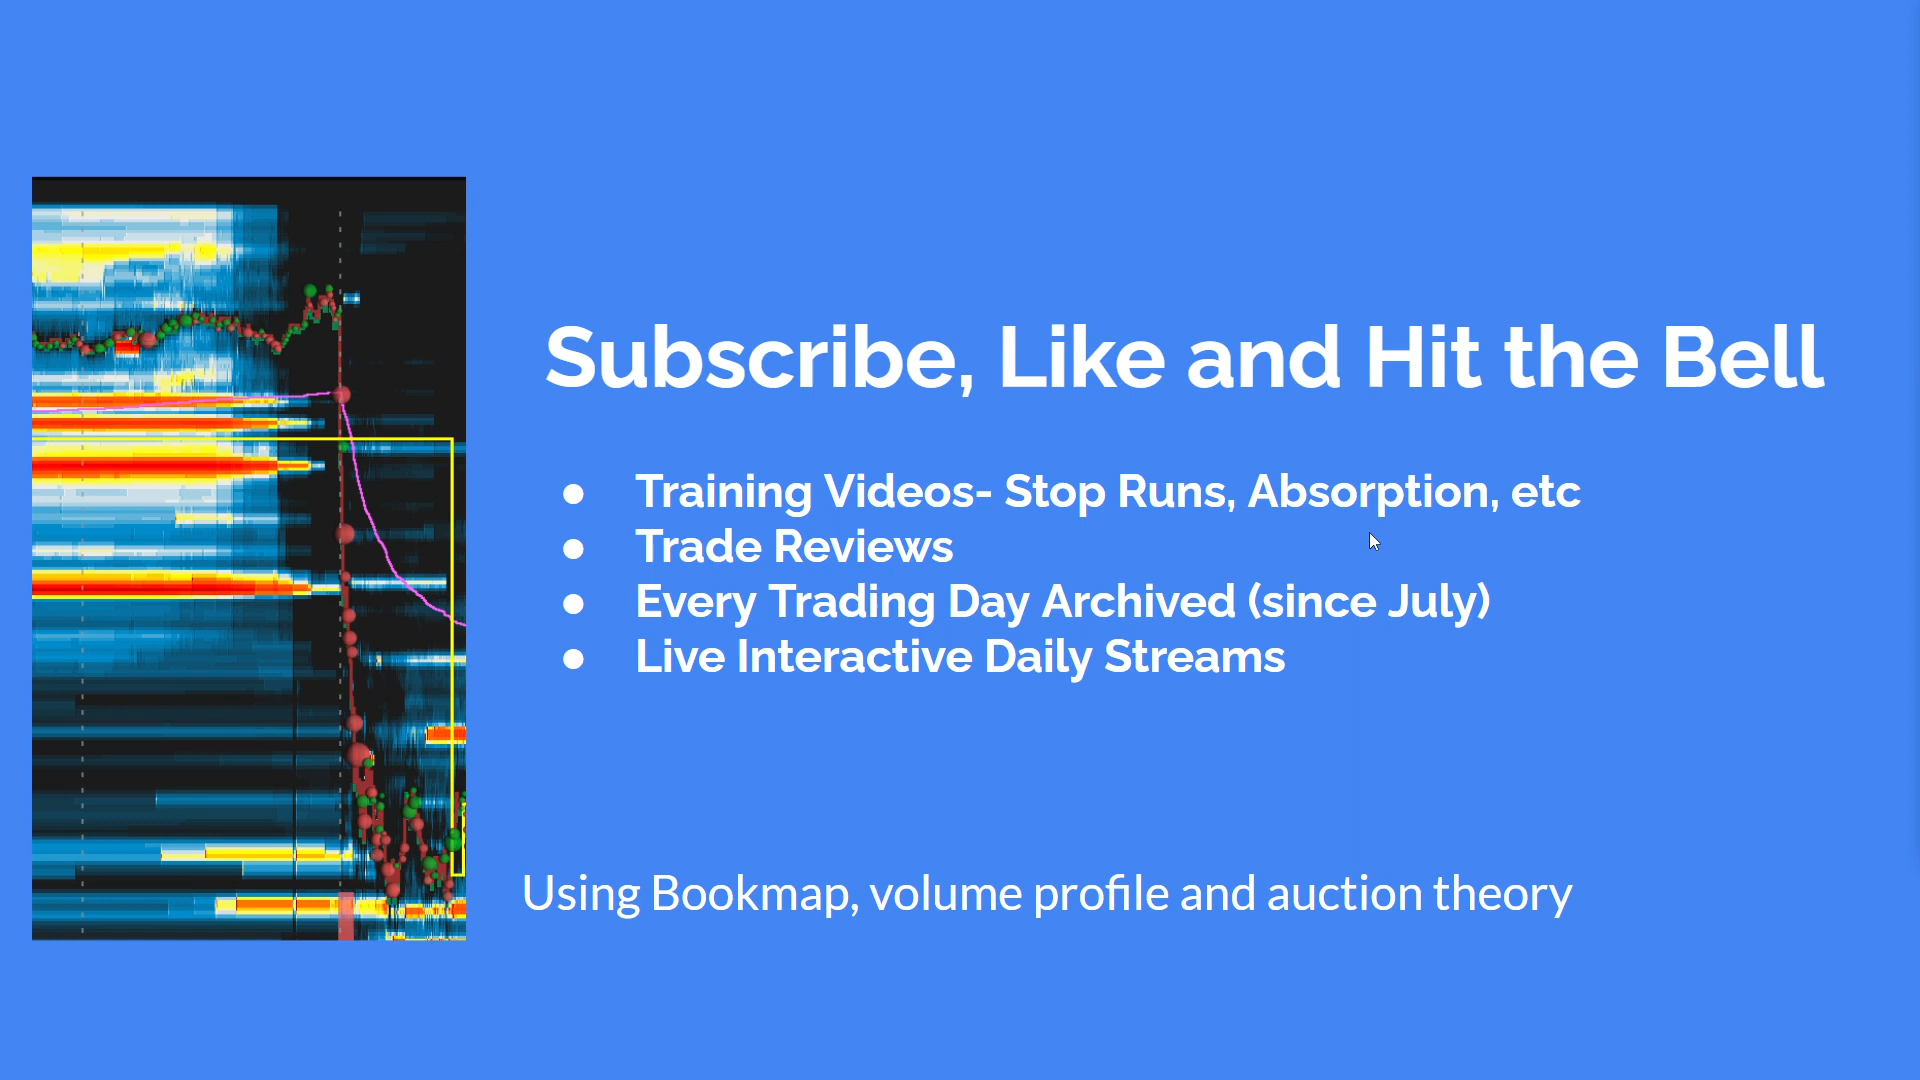 Subscribe, Like and Hit the Bell
● Training Videos- Stop Runs, Absorption, etc
● Trade Reviews
● Every Trading Day Archived (since July)
● Live Interactive Daily Streams
Using Bookmap, volume profile and auction theory